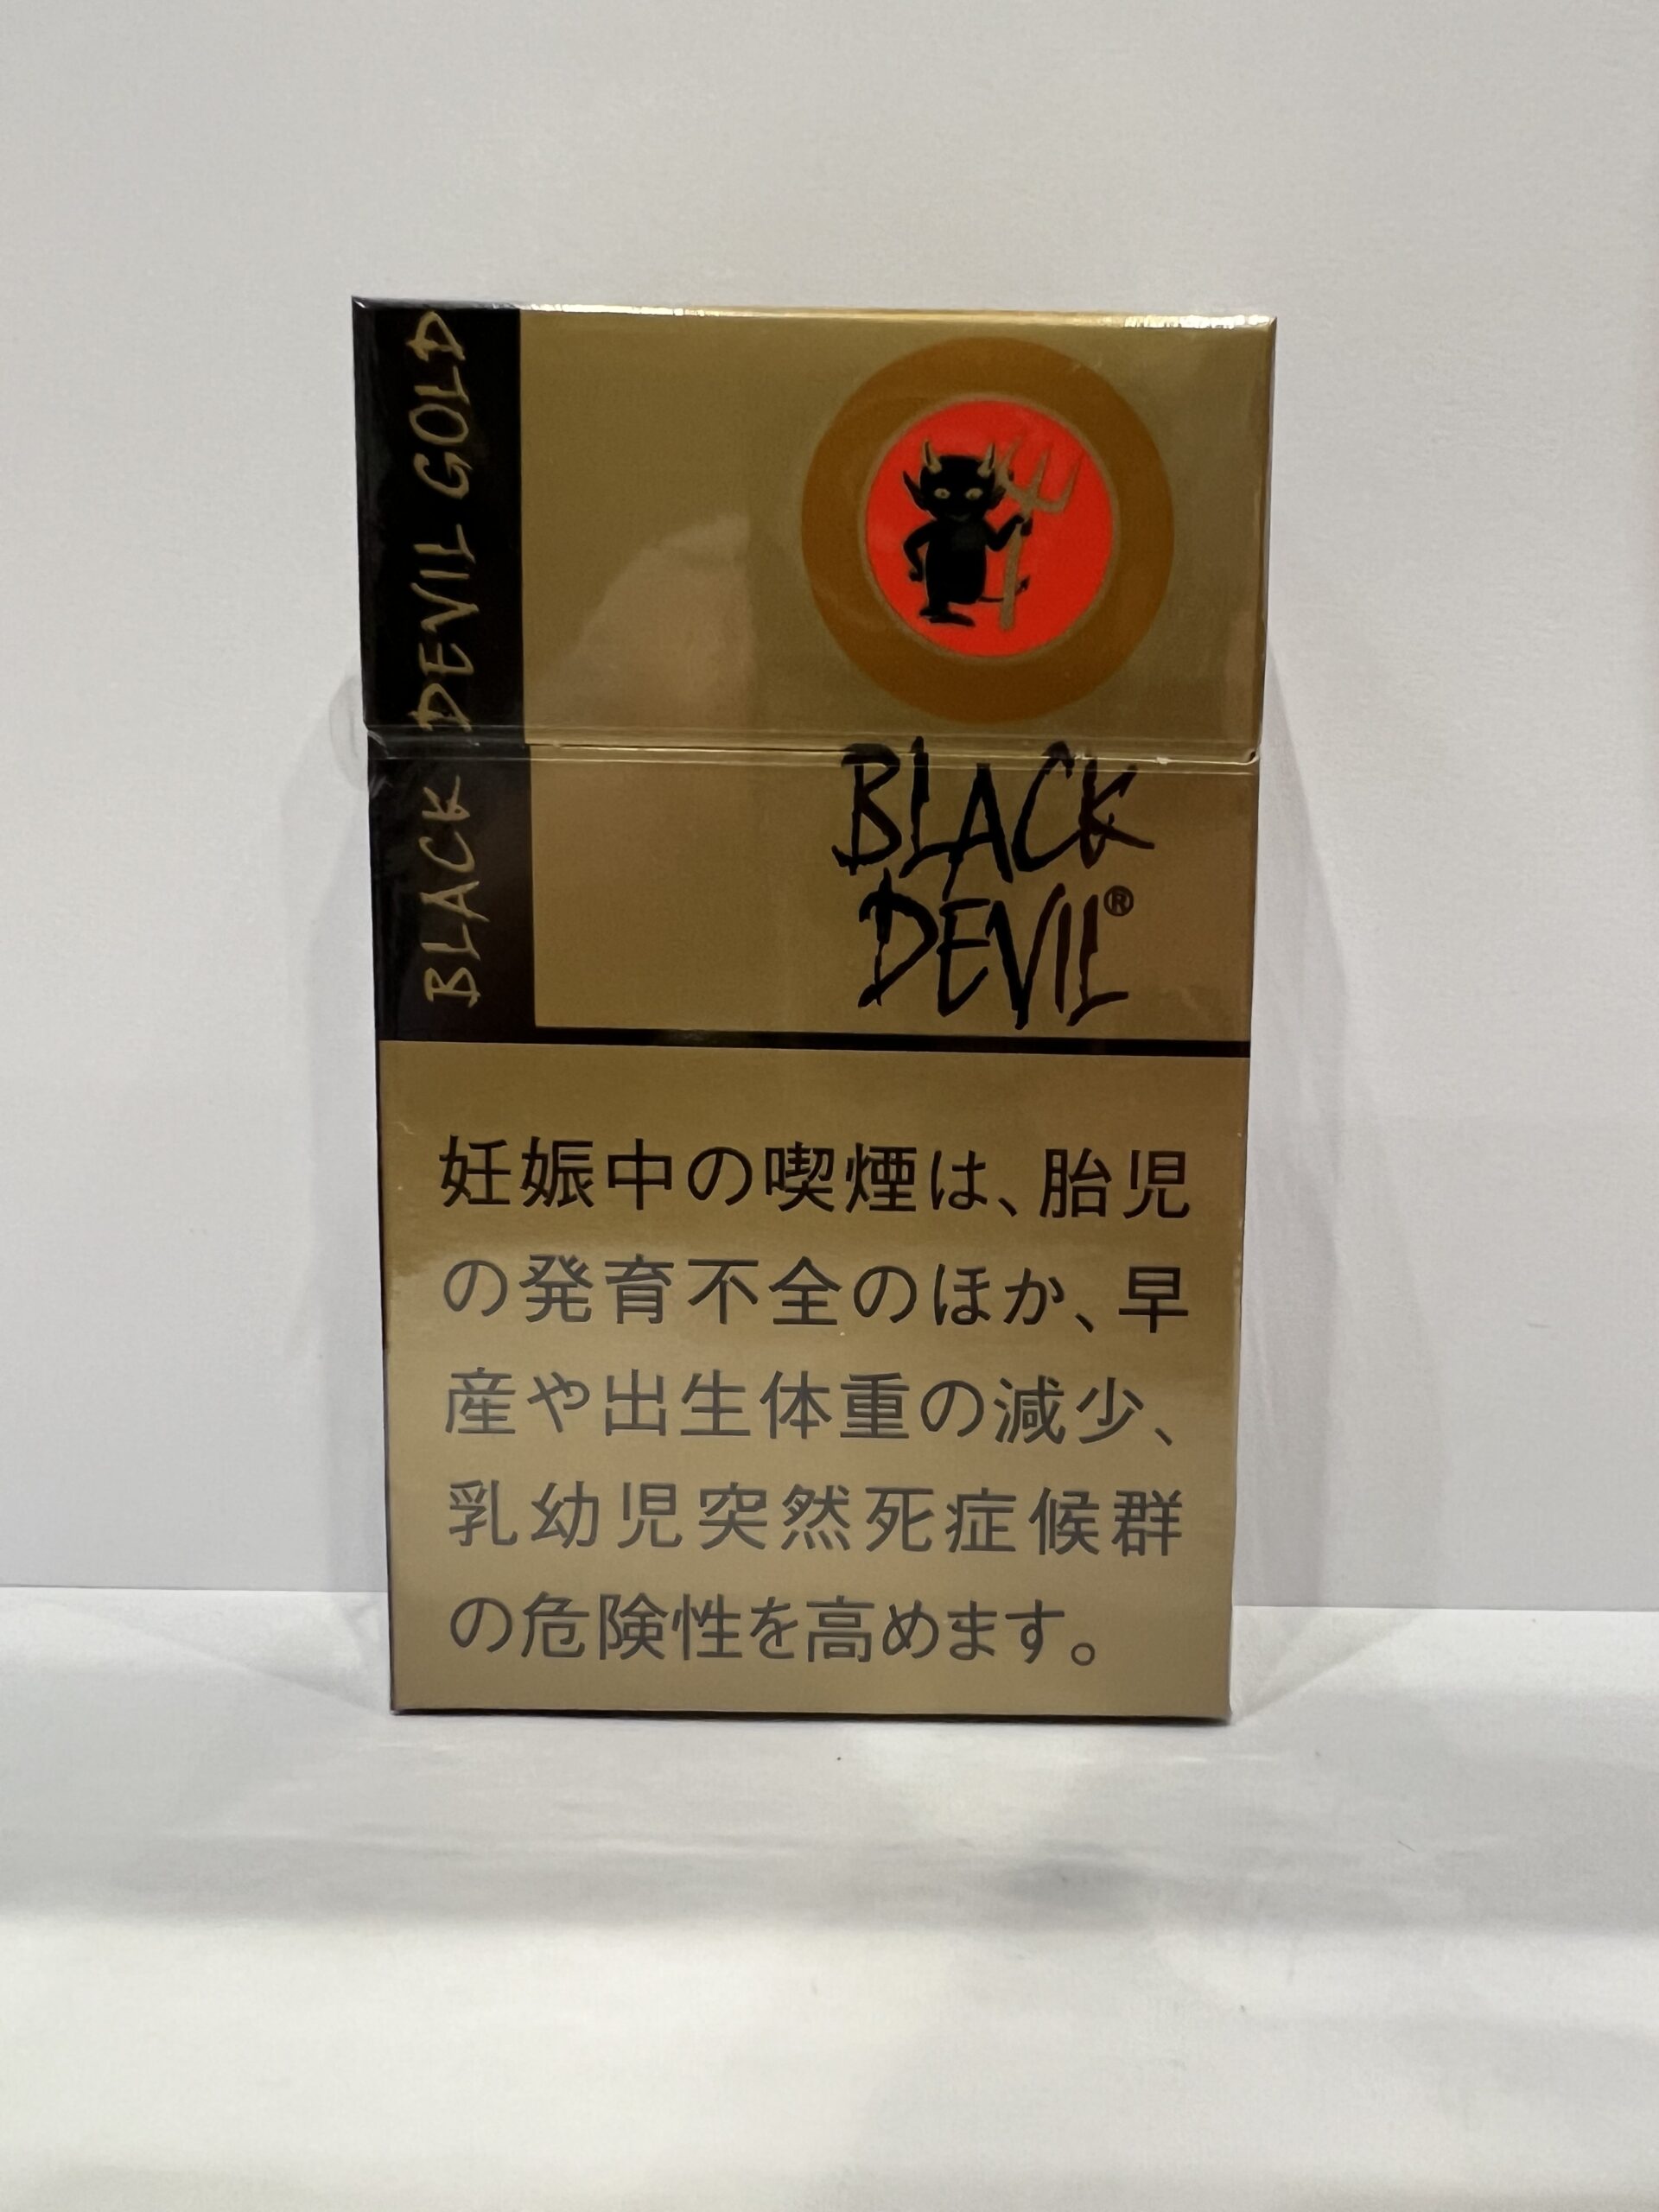 BLACK DEVIL GOLD
BLACK
DEVIL®
妊娠中の喫煙は、胎児
の発育不全のほか、早
産や出生体重の減少、
乳幼児突然死症候群
の危険性を高めます。